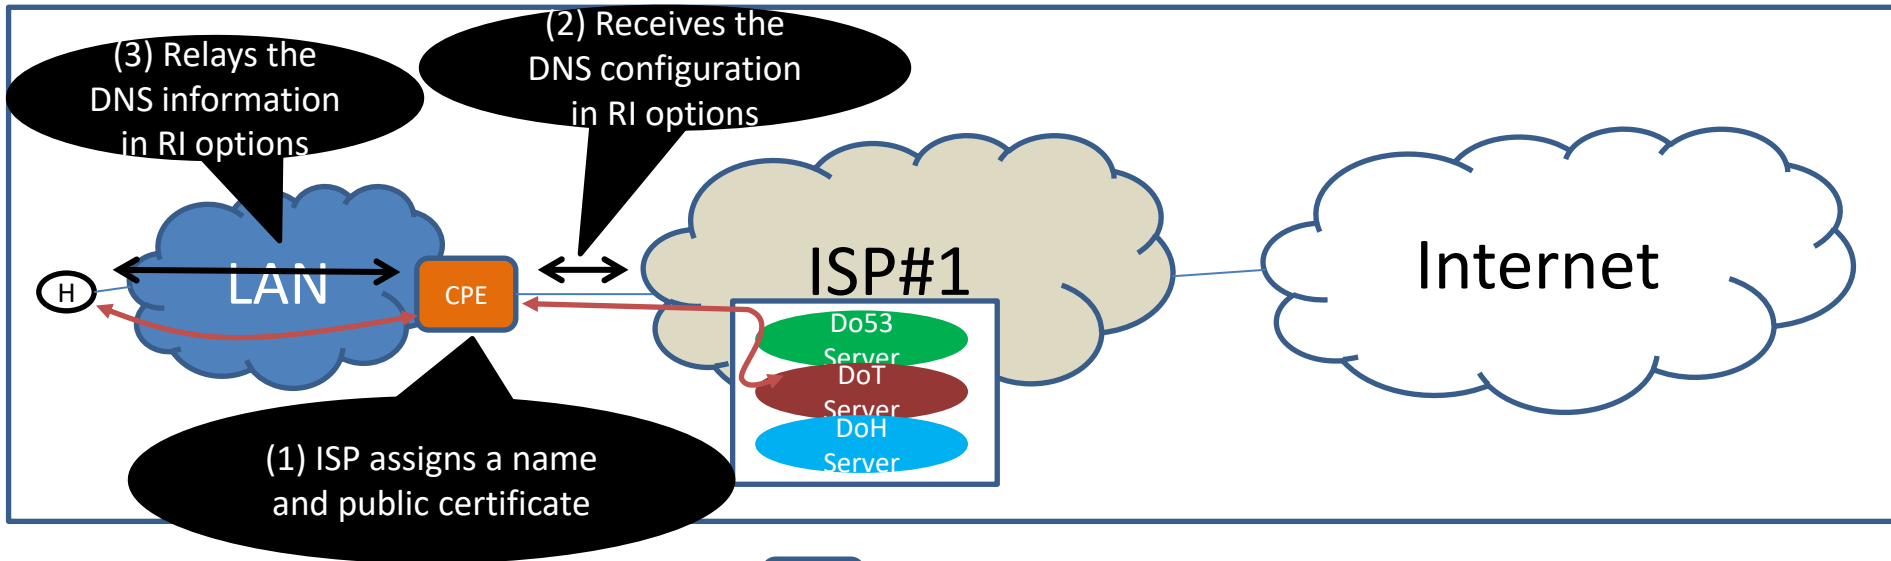 (3) Relays the
DNS information
in RI options
(2) Receives the
DNS configuration
in RI options
H
LAN
CPE
ISP#1
Internet
Do53
Server
DoT
Server
DoH
Server
(1) ISP assigns a name
and public certificate